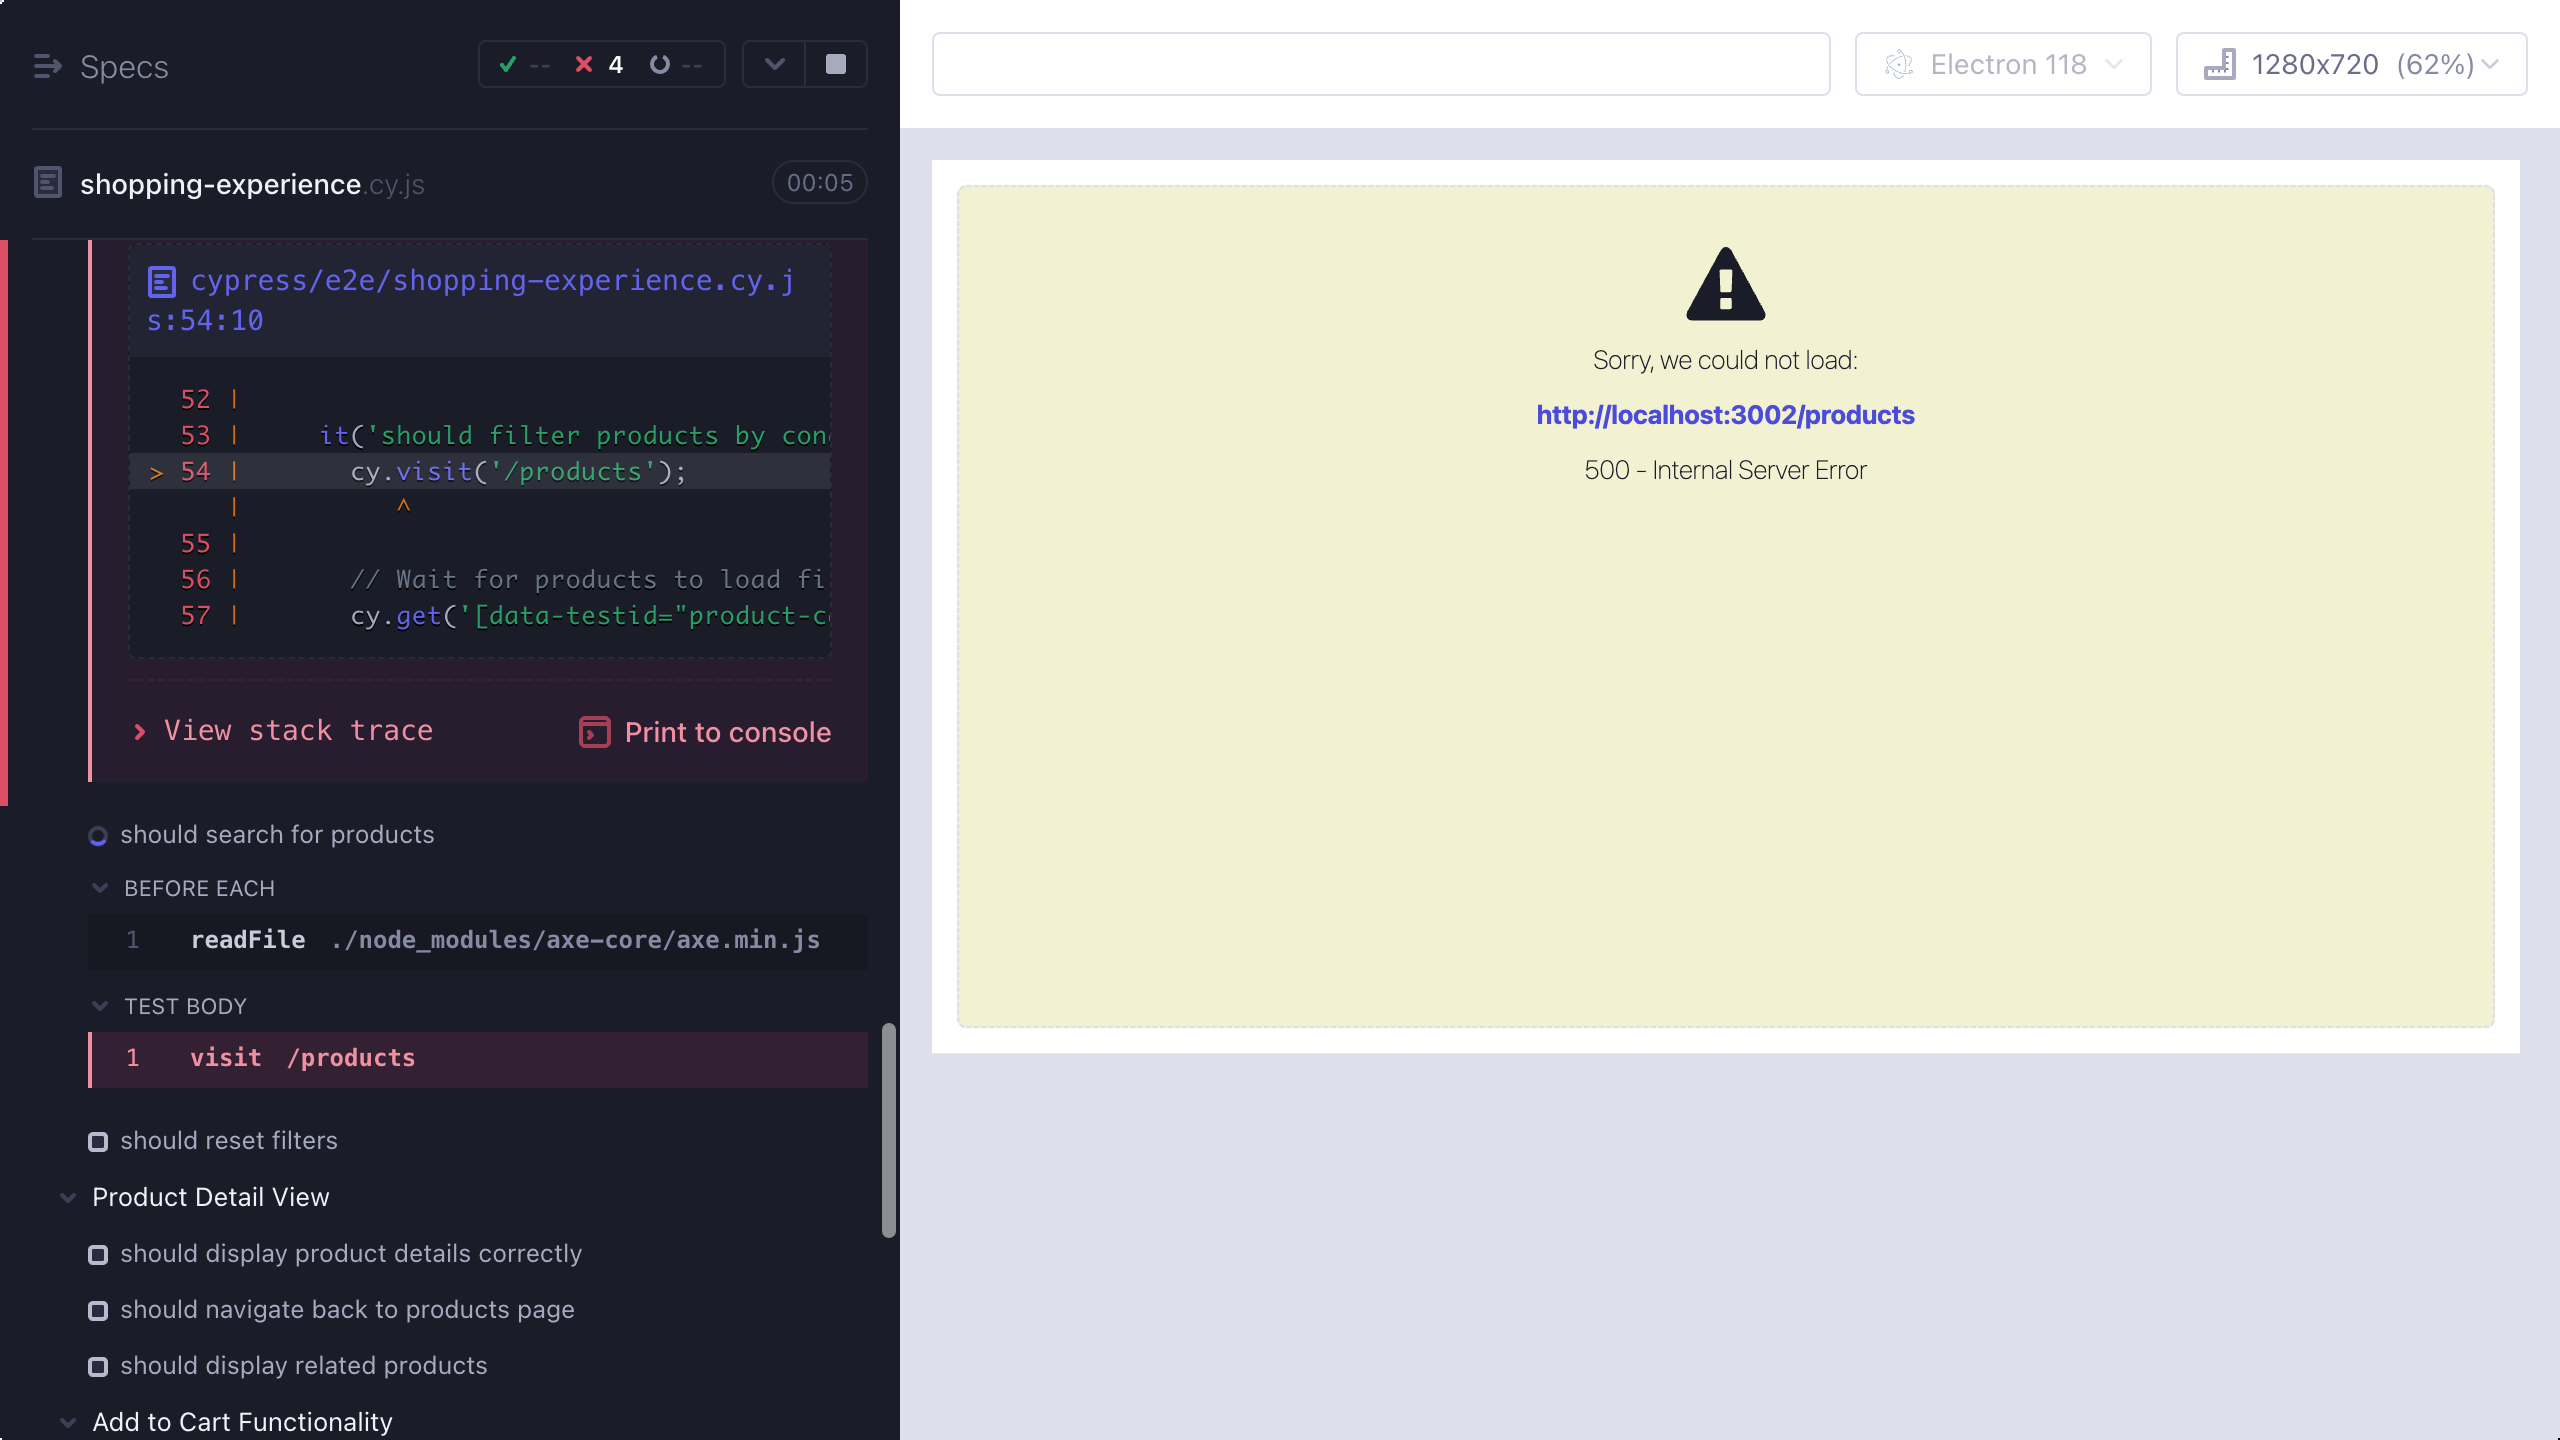 Specs
-- 4 --
shopping-experience.cy.js 00:05
cypress/e2e/shopping-experience.cy.j
s:54:10
52 |
53 | it('should filter products by con
> 54 | cy.visit('/products');
| ^
55 |
56 | // Wait for products to load fi
57 | cy.get('[data-testid="product-c
View stack trace Print to console
should search for products
BEFORE EACH
1 readFile ./node_modules/axe-core/axe.min.js
TEST BODY
1 visit /products
should reset filters
Product Detail View
should display product details correctly
should navigate back to products page
should display related products
Add to Cart Functionality
Electron 118
1280x720 (62%)
Sorry, we could not load:
http://localhost:3002/products
500 - Internal Server Error